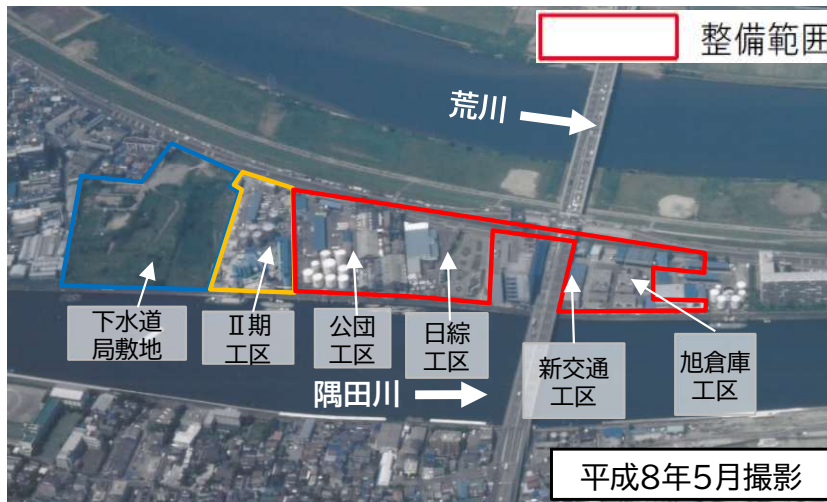 整備範囲
荒川
下水道
局敷地
Ⅱ期
工区
公団
工区
日綜
工区
新交通
工区
旭倉庫
工区
隅田川
平成8年5月撮影